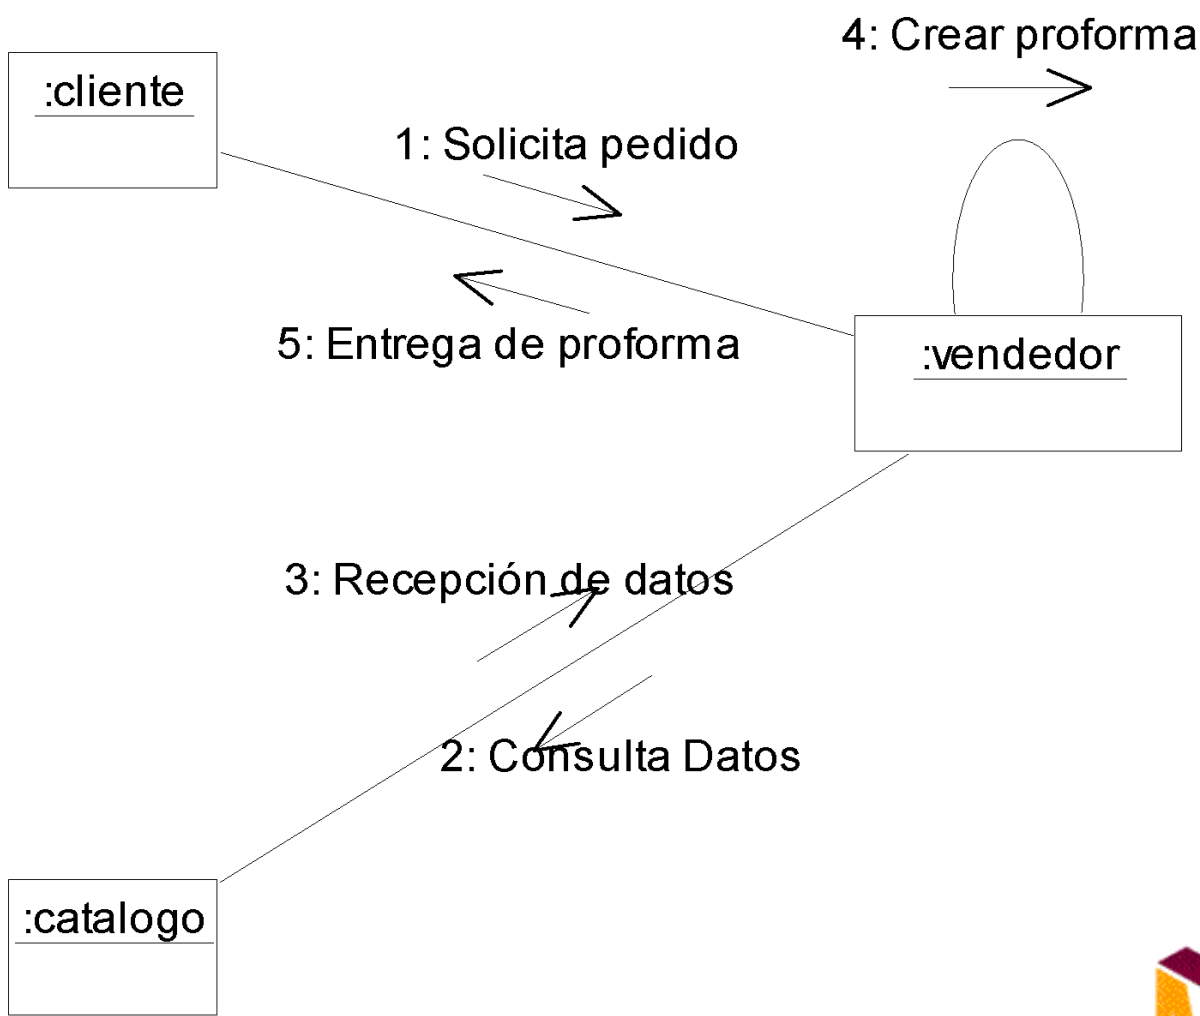 4: Crear proforma
:cliente
1: Solicita pedido
5: Entrega de proforma
:vendedor
3: Recepción de datos
2: Consulta Datos
:catalogo